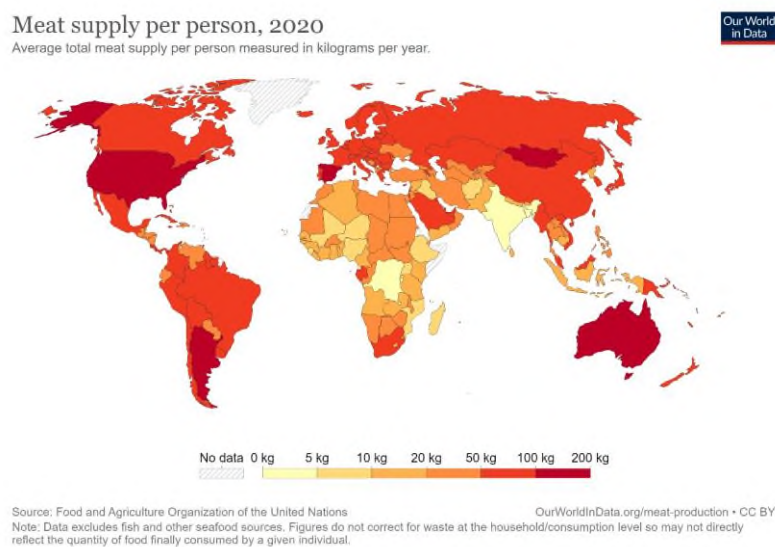 Meat supply per person, 2020
Average total meat supply per person measured in kilograms per year.
Our World
in Data
No data
0 kg
5 kg
10 kg
20 kg
50 kg
100 kg
200 kg
Source: Food and Agriculture Organization of the United Nations
OurWorldInData.org/meat-production • CC BY
Note: Data excludes fish and other seafood sources. Figures do not correct for waste at the household/consumption level so may not directly
reflect the quantity of food finally consumed by a given individual.